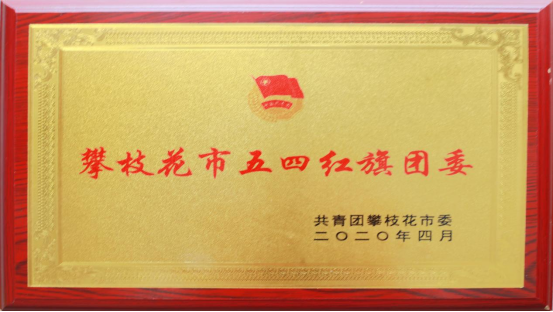 攀枝花市五四红旗团委
共青团攀枝花市委
二〇二〇年四月